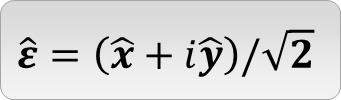 𝜺̂ = (𝒙̂ + i𝒚̂)/√2